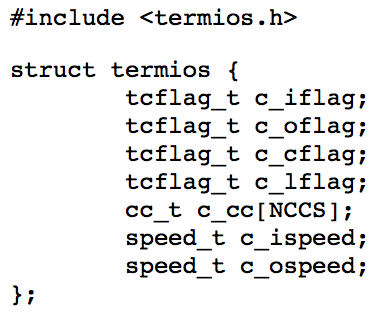 #include <termios.h>

struct termios {
        tcflag_t c_iflag;
        tcflag_t c_oflag;
        tcflag_t c_cflag;
        tcflag_t c_lflag;
        cc_t c_cc[NCCS];
        speed_t c_ispeed;
        speed_t c_ospeed;
};